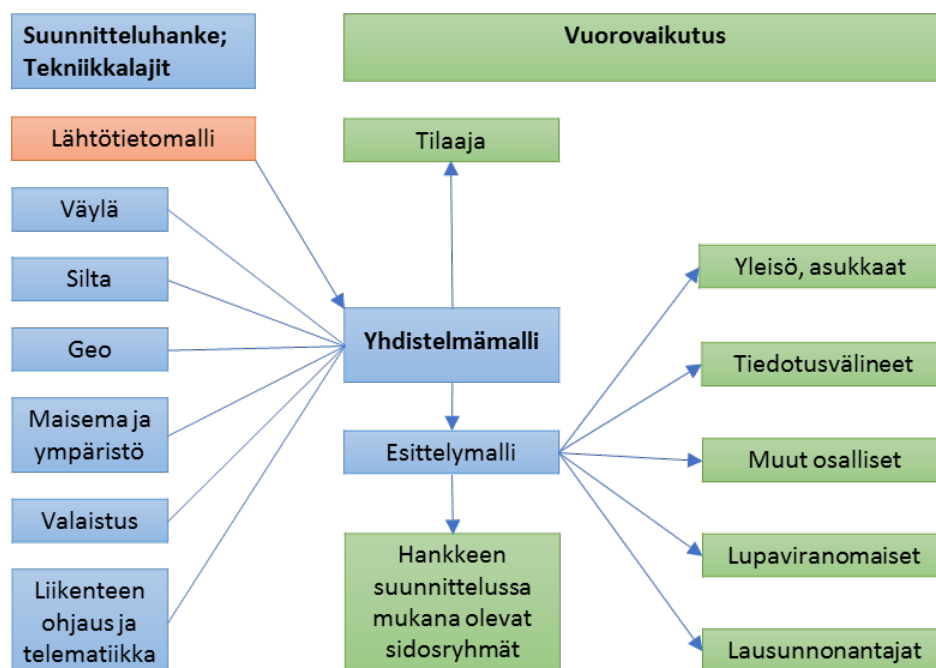 Suunnitteluhanke;
Tekniikkalajit
Vuorovaikutus
Lähtötietomalli
Tilaaja
Väylä
Silta
Geo
Maisema ja
ympäristö
Valaistus
Liikenteen
ohjaus ja
telematiikka
Yhdistelmämalli
Esittelymalli
Hankkeen
suunnittelussa
mukana olevat
sidosryhmät
Yleisö, asukkaat
Tiedotusvälineet
Muut osalliset
Lupaviranomaiset
Lausunnonantajat